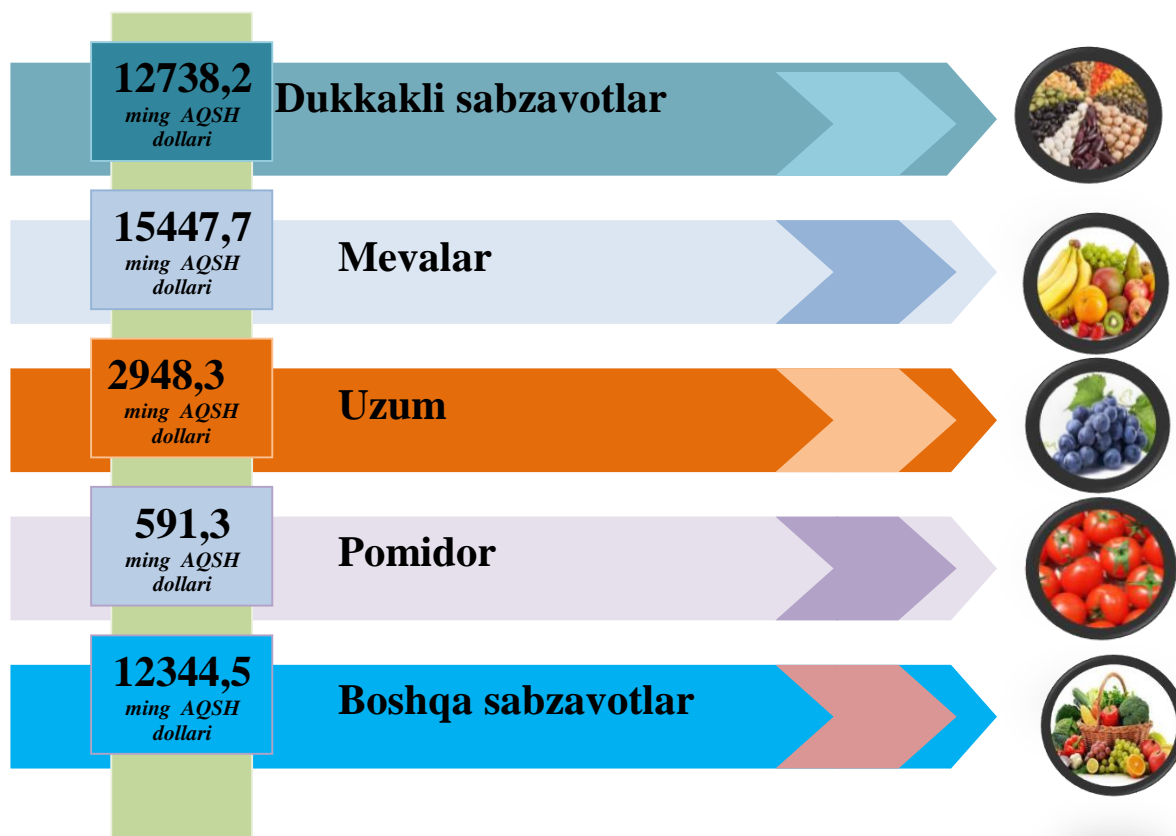 12738,2
ming AQSH
dollari
Dukkakli sabzavotlar
15447,7
ming AQSH
dollari
Mevalar
2948,3
ming AQSH
dollari
Uzum
591,3
ming AQSH
dollari
Pomidor
12344,5
ming AQSH
dollari
Boshqa sabzavotlar